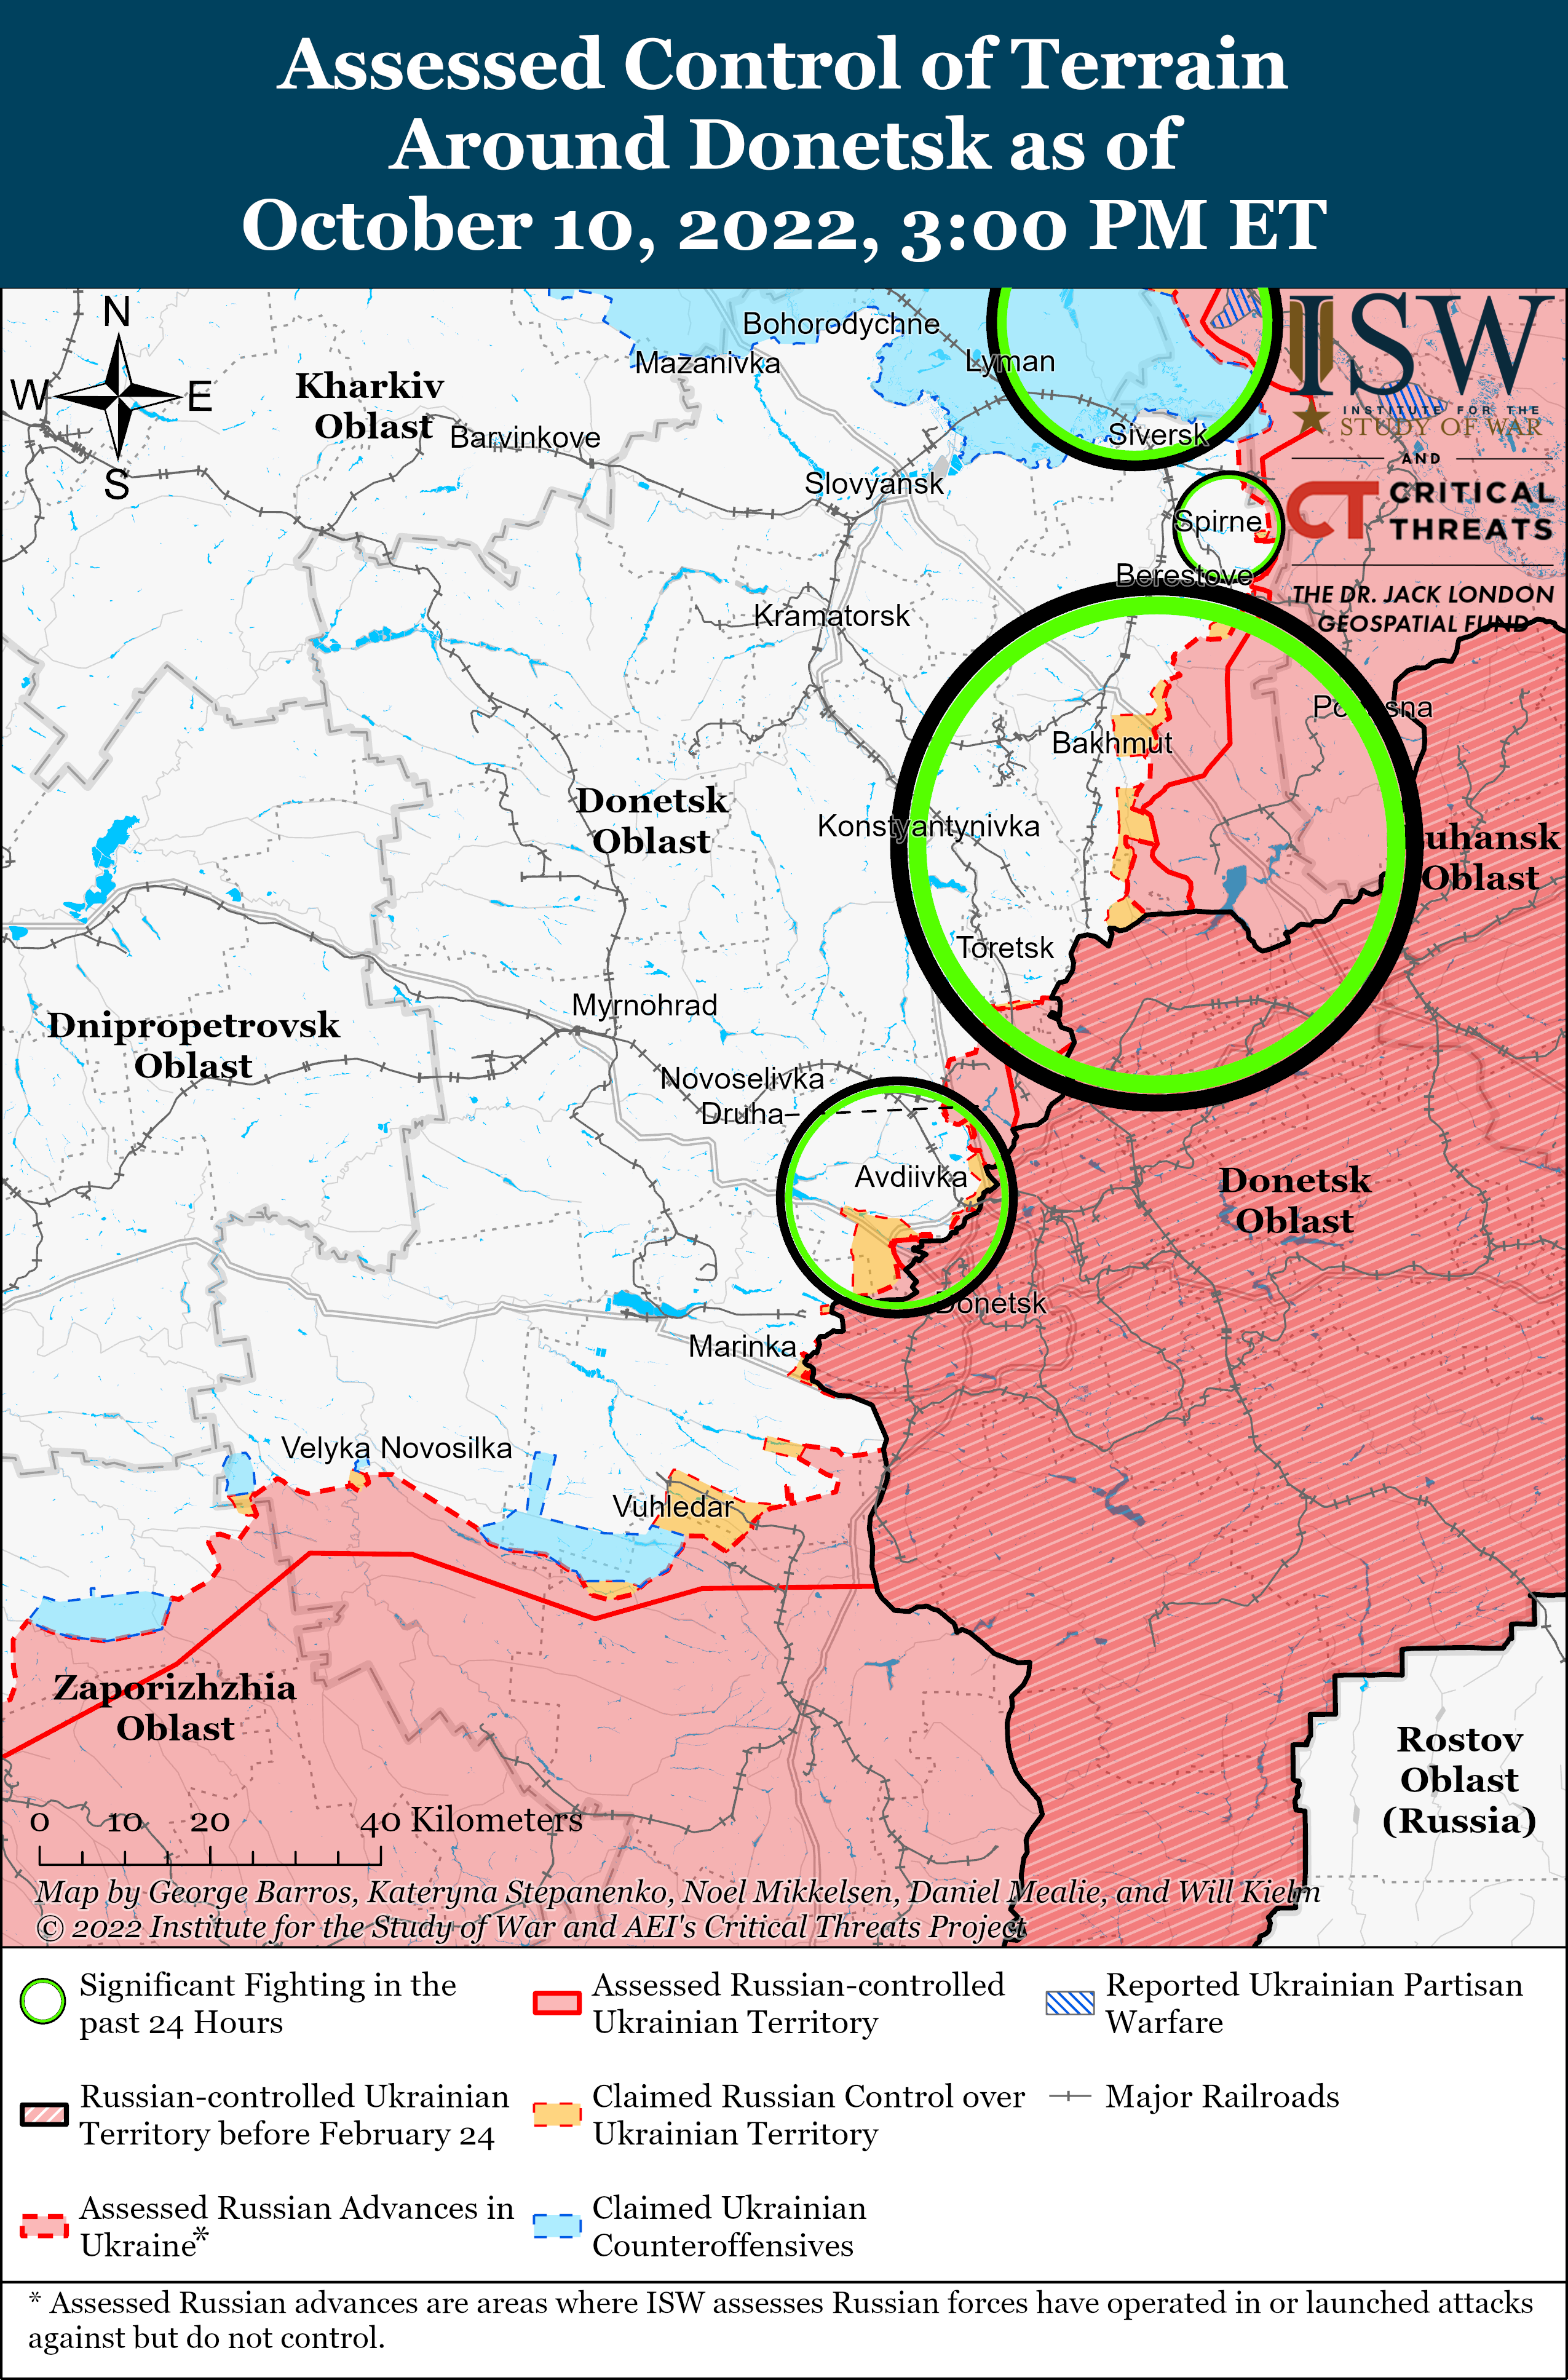 Assessed Control of Terrain
Around Donetsk as of
October 10, 2022, 3:00 PM ET
N
W
E
S
Kharkiv
Oblast
Barvinkove
Mazanivka
Bohorodychne
Lyman
Siversk
Slovyansk
Spirne
Berestove
Kramatorsk
ISW
INSTITUTE FOR THE
STUDY OF WAR
AND
CT CRITICAL
THREATS
THE DR. JACK LONDON
GEOSPATIAL FUND
Bakhmut
Donetsk
Oblast
Konstyantynivka
uhansk
Oblast
Toretsk
Myrnohrad
Dnipropetrovsk
Oblast
Novoselivka
Druha
Avdiivka
Donetsk
Oblast
Donetsk
Marinka
Velyka Novosilka
Vuhledar
Zaporizhzhia
Oblast
Rostov
Oblast
(Russia)
0 10 20 40 Kilometers
Map by George Barros, Kateryna Stepanenko, Noel Mikkelsen, Daniel Mealie, and Will Kielm
© 2022 Institute for the Study of War and AEI's Critical Threats Project
Significant Fighting in the
past 24 Hours
Russian-controlled Ukrainian
Territory before February 24
Assessed Russian Advances in
Ukraine*
Assessed Russian-controlled
Ukrainian Territory
Claimed Russian Control over
Ukrainian Territory
Claimed Ukrainian
Counteroffensives
Reported Ukrainian Partisan
Warfare
Major Railroads
* Assessed Russian advances are areas where ISW assesses Russian forces have operated in or launched attacks
against but do not control.